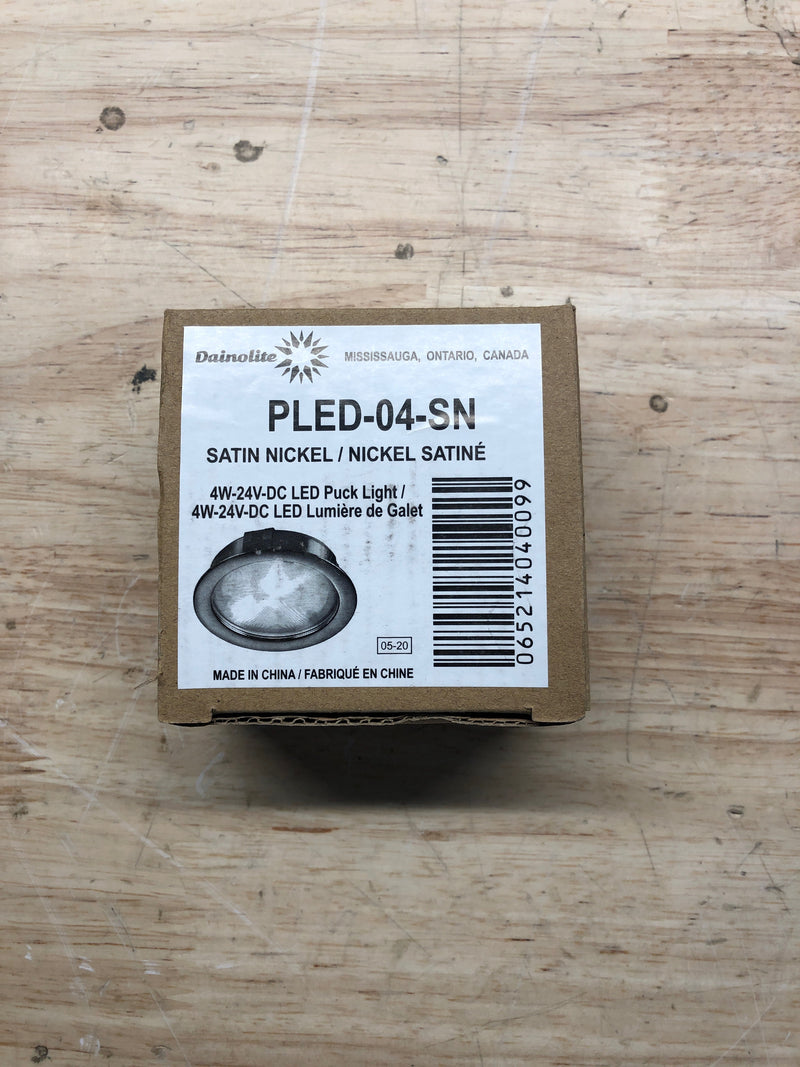 Dainolite MISSISSAUGA, ONTARIO, CANADA
PLED-04-SN
SATIN NICKEL / NICKEL SATINÉ
4W-24V-DC LED Puck Light /
4W-24V-DC LED Lumière de Galet
065214040099
05-20
MADE IN CHINA / FABRIQUÉ EN CHINE